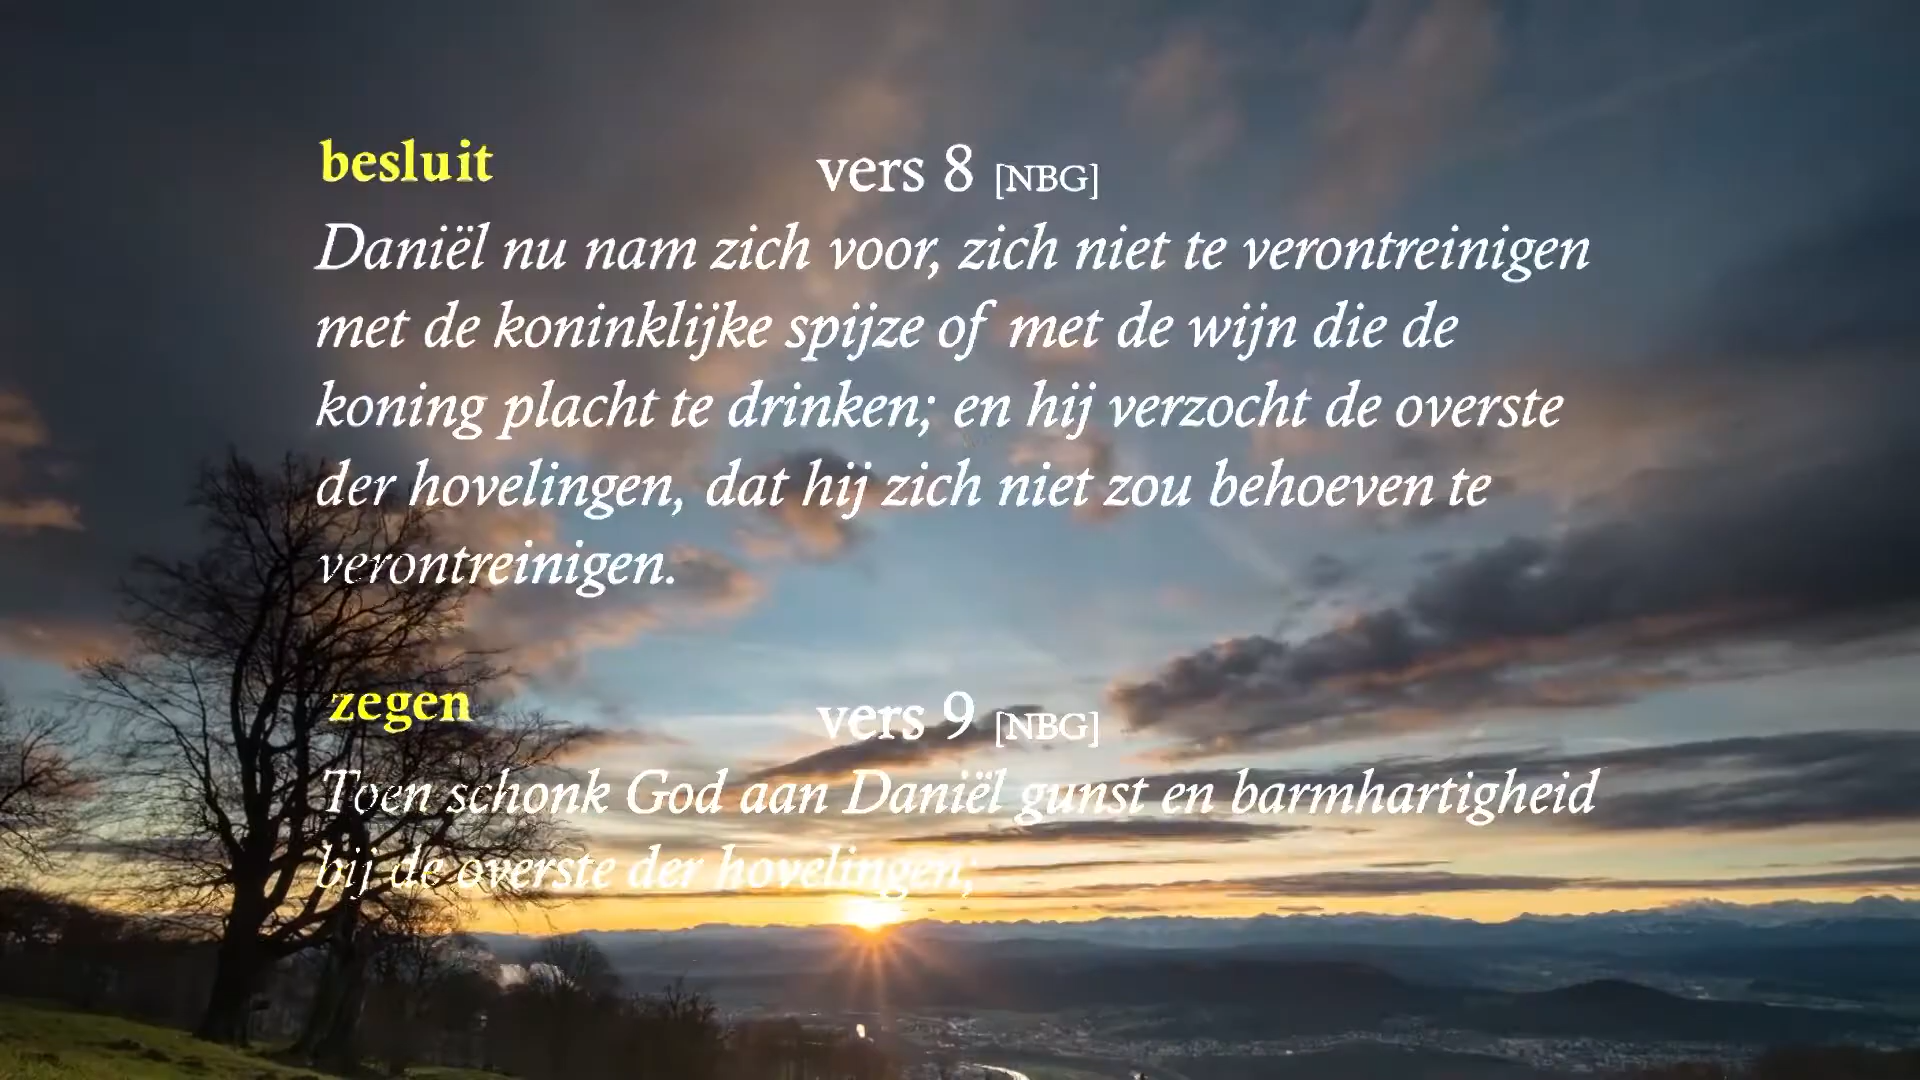 besluit vers 8 [NBG]
Daniël nu nam zich voor, zich niet te verontreinigen
met de koninklijke spijze of met de wijn die de
koning placht te drinken; en hij verzocht de overste
der hovelingen, dat hij zich niet zou behoeven te
verontreinigen.
zegen vers 9 [NBG]
Toen schonk God aan Daniël gunst en barmhartigheid
bij de overste der hovelingen;